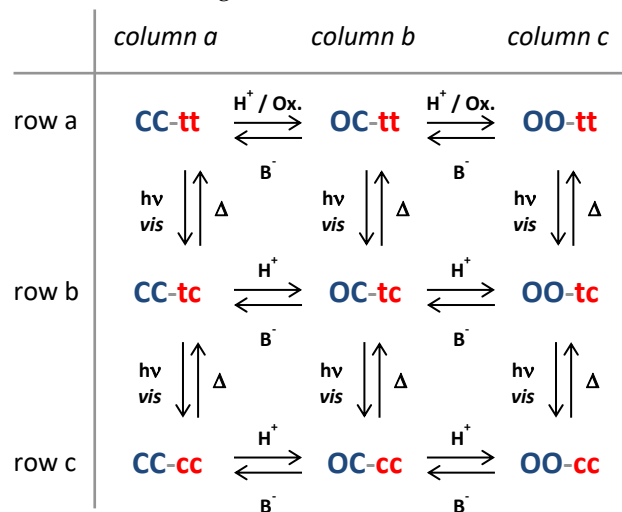 column a column b column c
row a CC-tt H⁺ / Ox. B⁻ OC-tt H⁺ / Ox. B⁻ OO-tt
hν vis Δ hν vis Δ hν vis Δ
row b CC-tc H⁺ B⁻ OC-tc H⁺ B⁻ OO-tc
hν vis Δ hν vis Δ hν vis Δ
row c CC-cc H⁺ B⁻ OC-cc H⁺ B⁻ OO-cc